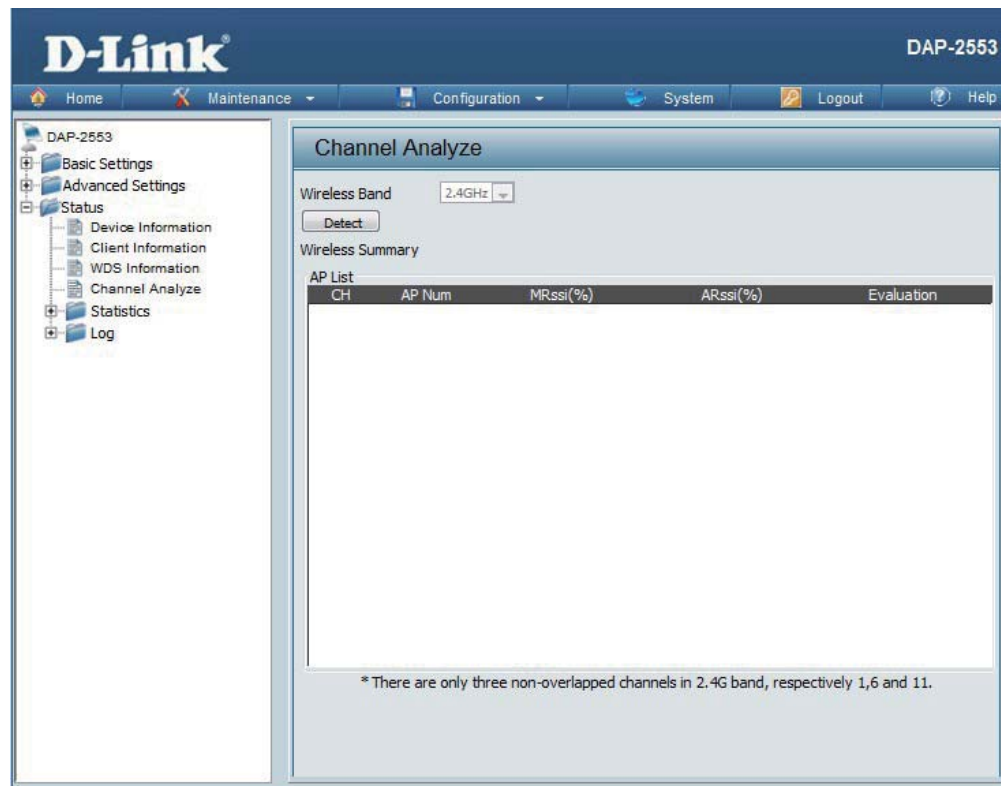 D-Link®
DAP-2553
Home Maintenance Configuration System Logout Help
DAP-2553
Basic Settings
Advanced Settings
Status
Device Information
Client Information
WDS Information
Channel Analyze
Statistics
Log
Channel Analyze
Wireless Band 2.4GHz
Detect
Wireless Summary
AP List
CH AP Num MRssi(%) ARssi(%) Evaluation
* There are only three non-overlapped channels in 2.4G band, respectively 1,6 and 11.